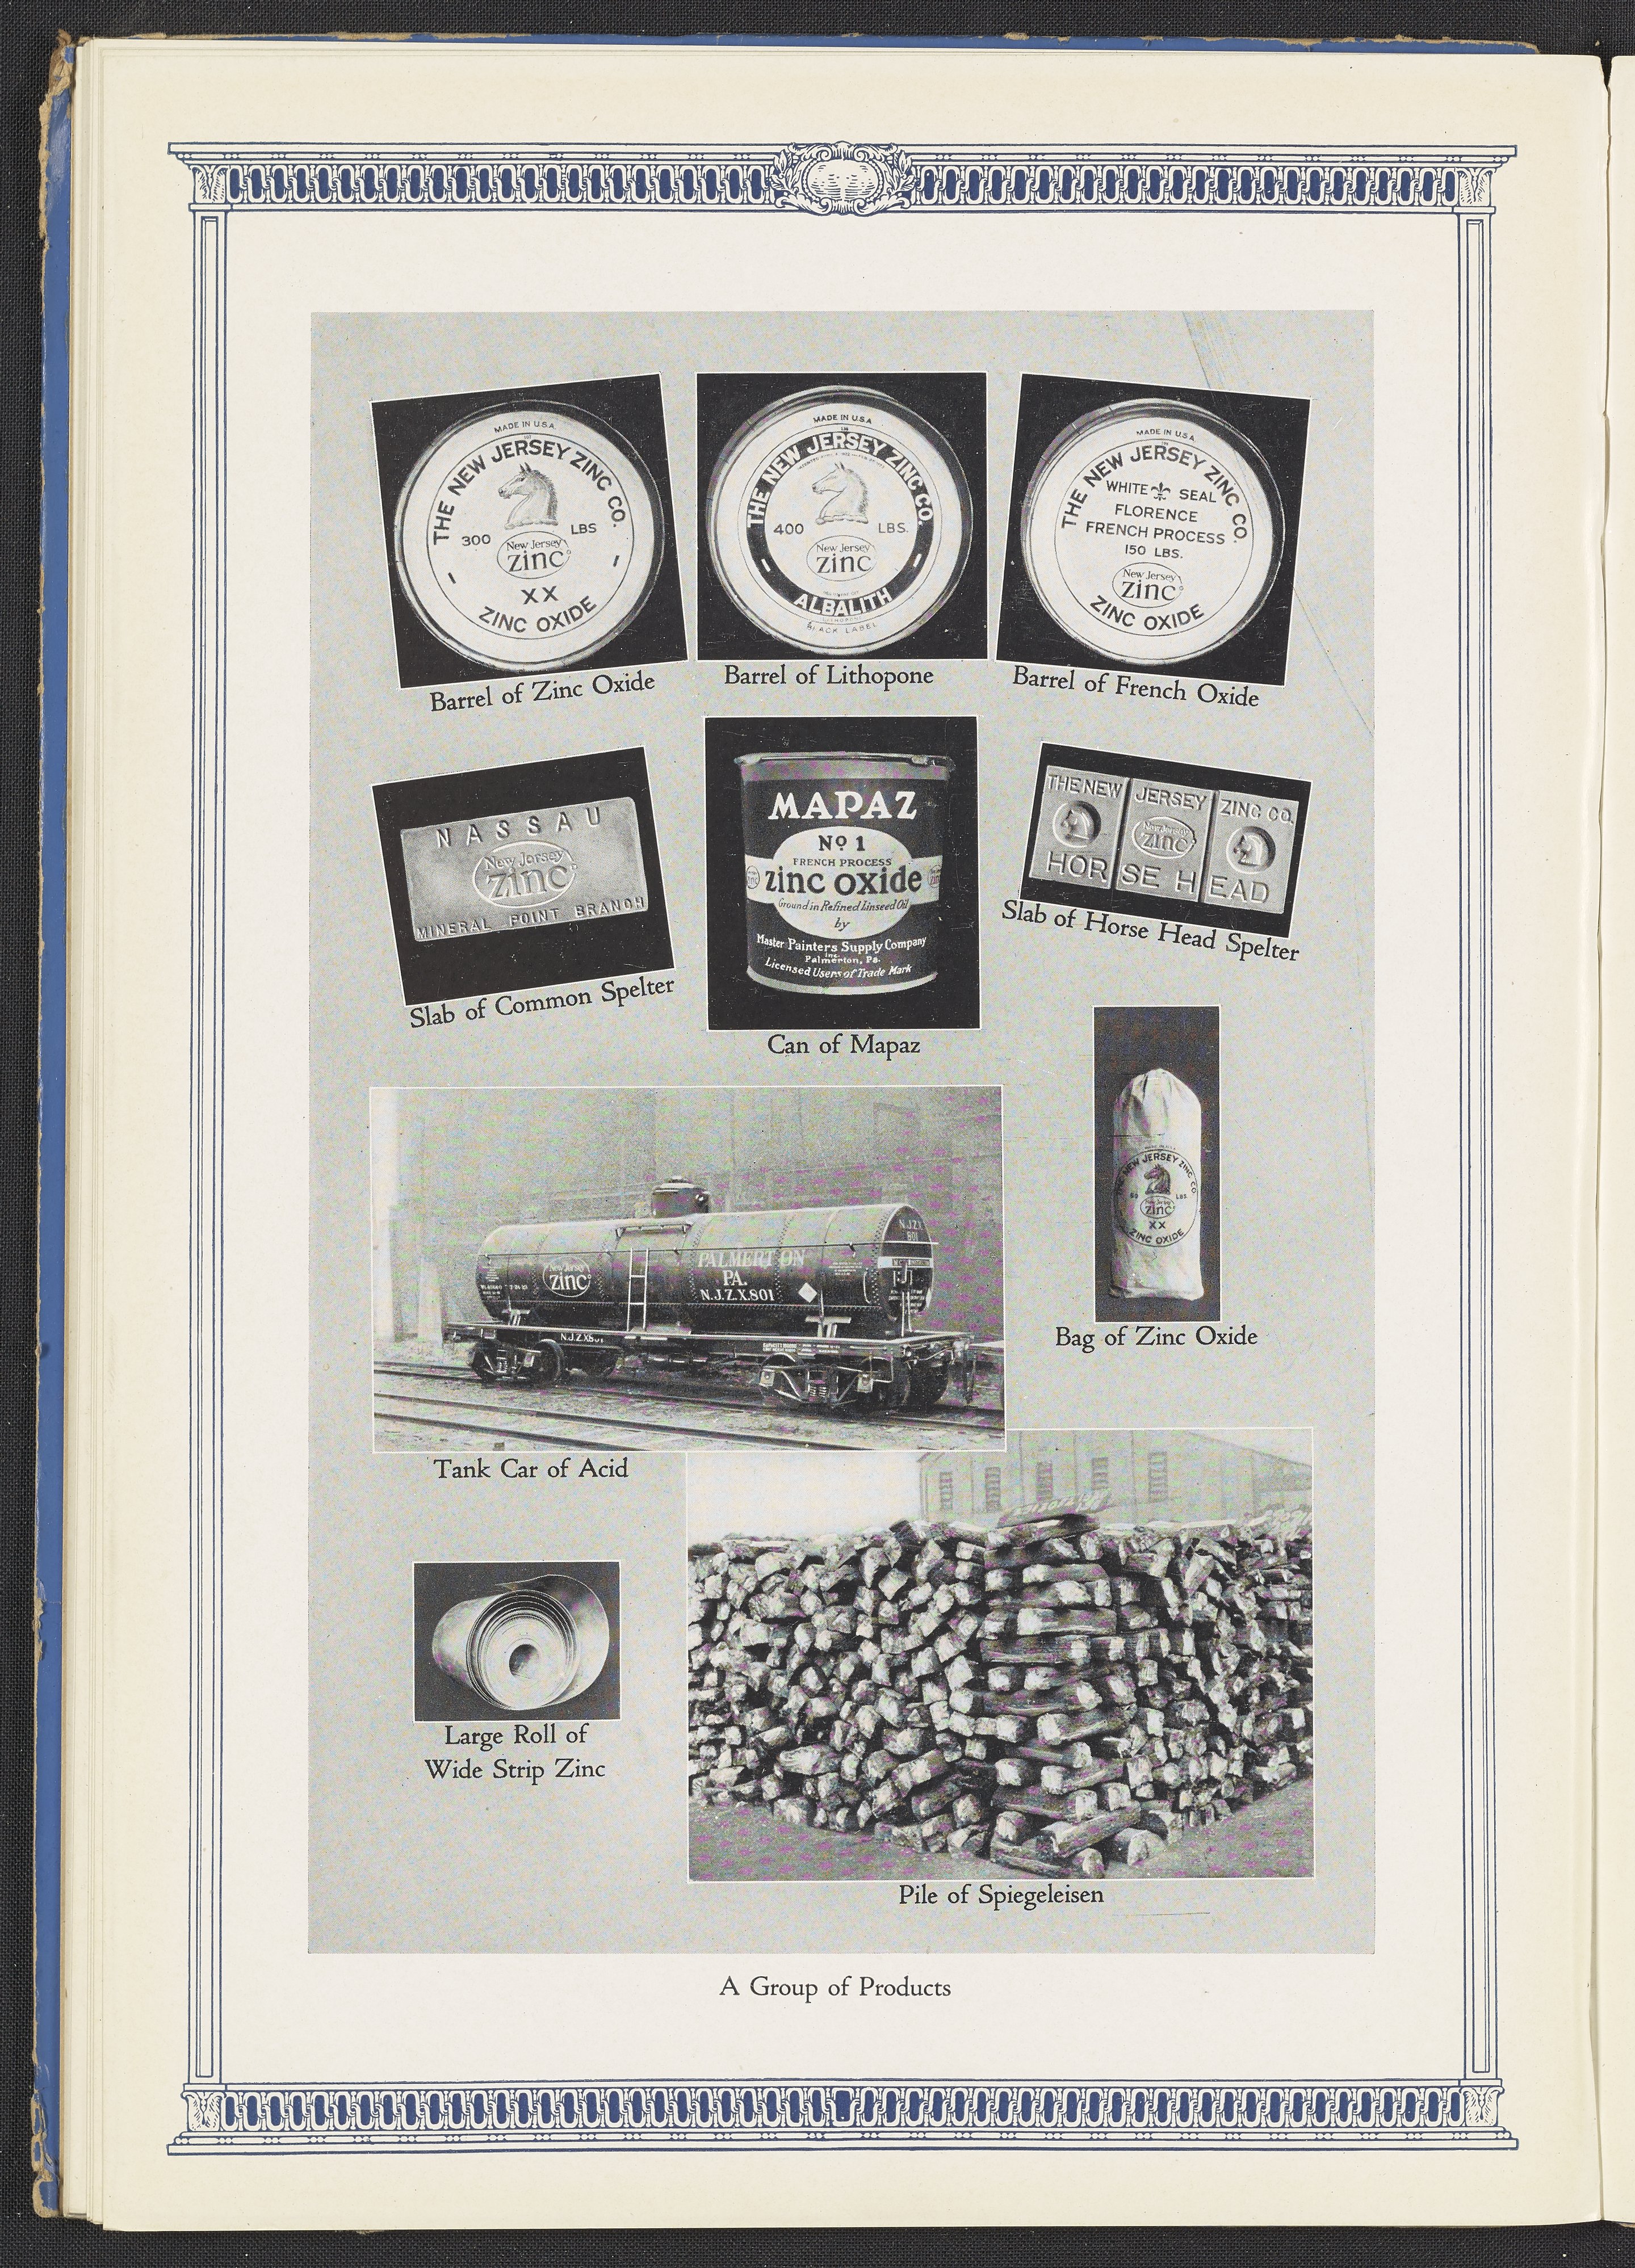 MADE IN U.S.A.
THE NEW JERSEY ZINC CO.
300 LBS
New Jersey
zinc
XX
ZINC OXIDE
Barrel of Zinc Oxide
MADE IN U.S.A
THE NEW JERSEY ZINC CO.
400 LBS.
New Jersey
zinc
ALBALITH
LITHOPONE
BLACK LABEL
Barrel of Lithopone
MADE IN U.S.A
THE NEW JERSEY ZINC CO.
WHITE SEAL
FLORENCE
FRENCH PROCESS
150 LBS.
New Jersey
zinc
ZINC OXIDE
Barrel of French Oxide
NASSAU
New Jersey
zinc
MINERAL POINT BRANCH
Slab of Common Spelter
MAPAZ
No 1
FRENCH PROCESS
zinc oxide
Ground in Refined Linseed Oil
by
Master Painters Supply Company
Inc.
Palmerton, Pa.
Licensed Users of Trade Mark
Can of Mapaz
THE NEW JERSEY ZINC CO.
New Jersey
zinc
HORSE HEAD
Slab of Horse Head Spelter
New Jersey
zinc
PALMERTON
PA.
N.J.Z.X.801
N.J.Z.X
801
N.J.Z.X801
Tank Car of Acid
NEW JERSEY ZINC CO.
LBS
New Jersey
zinc
XX
ZINC OXIDE
Bag of Zinc Oxide
Large Roll of
Wide Strip Zinc
Pile of Spiegeleisen
A Group of Products